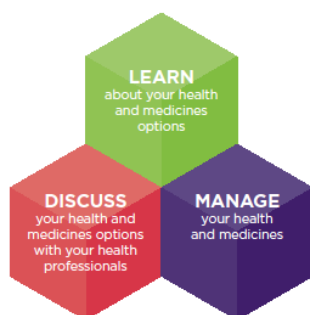 LEARN
about your health
and medicines
options
DISCUSS
your health and
medicines options
with your health
professionals
MANAGE
your health
and medicines